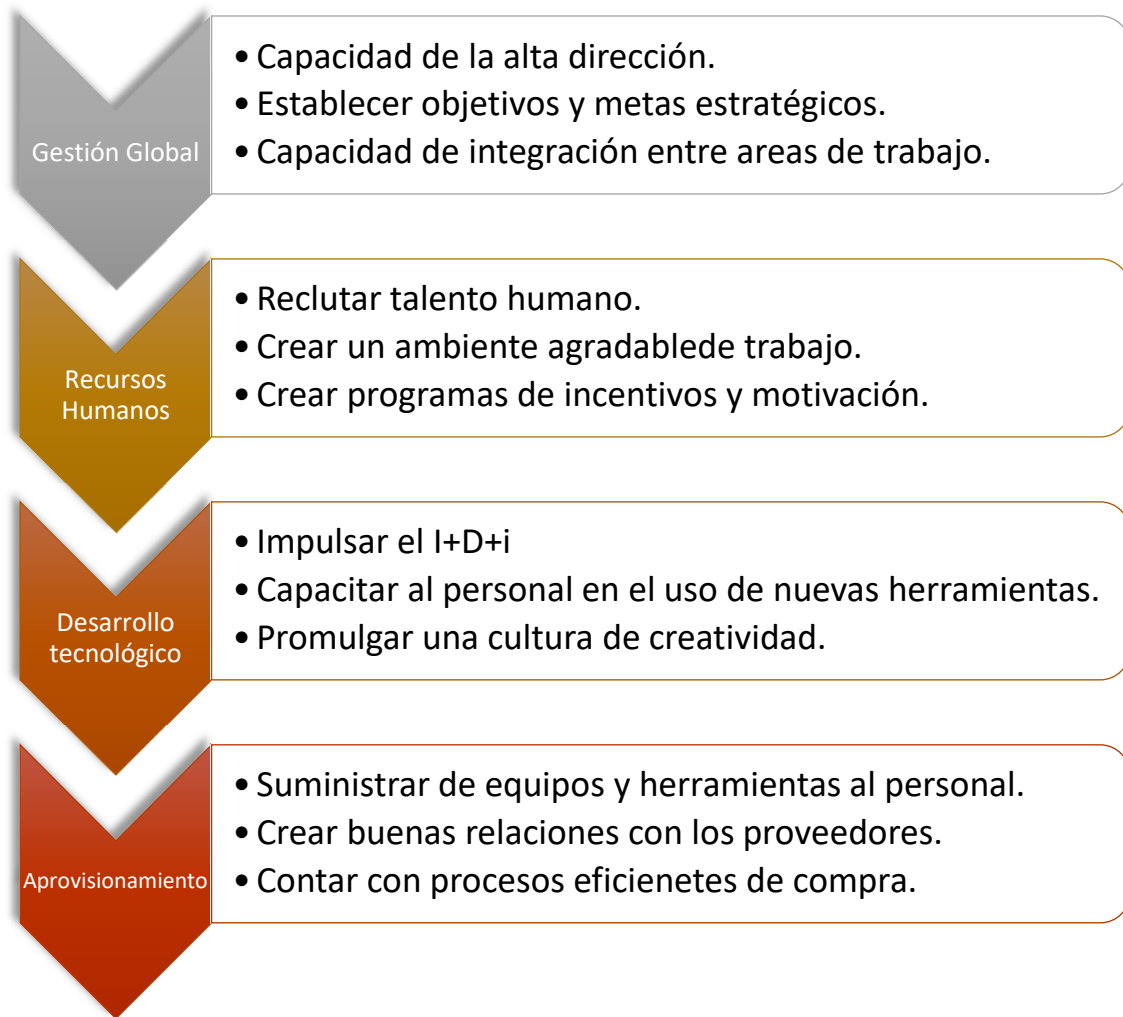 Gestión Global
• Capacidad de la alta dirección.
• Establecer objetivos y metas estratégicos.
• Capacidad de integración entre areas de trabajo.
Recursos
Humanos
• Reclutar talento humano.
• Crear un ambiente agradablede trabajo.
• Crear programas de incentivos y motivación.
Desarrollo
tecnológico
• Impulsar el I+D+i
• Capacitar al personal en el uso de nuevas herramientas.
• Promulgar una cultura de creatividad.
Aprovisionamiento
• Suministrar de equipos y herramientas al personal.
• Crear buenas relaciones con los proveedores.
• Contar con procesos eficienetes de compra.